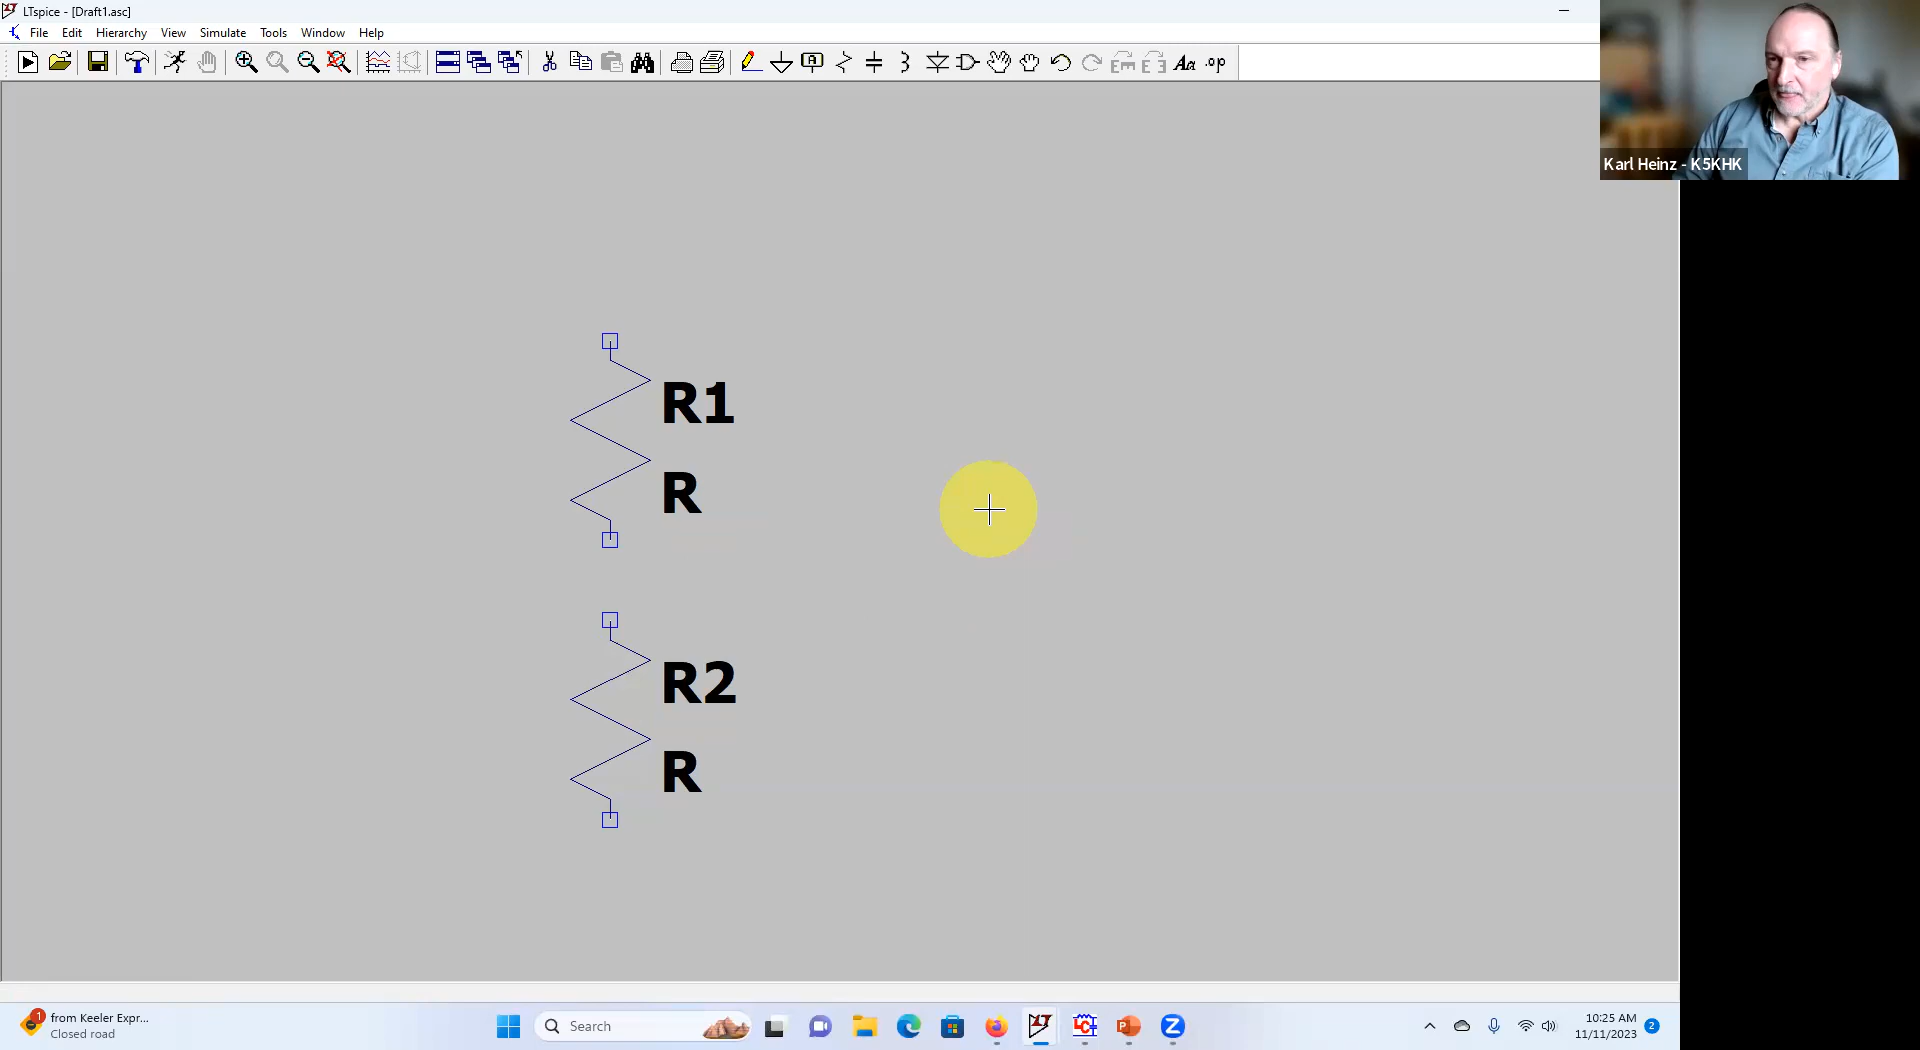 LTspice - [Draft1.asc]
File Edit Hierarchy View Simulate Tools Window Help
A
Aa .op
Karl Heinz - K5KHK
R1
R
R2
R
1
from Keeler Expr...
Closed road
Search
10:25 AM
11/11/2023
2